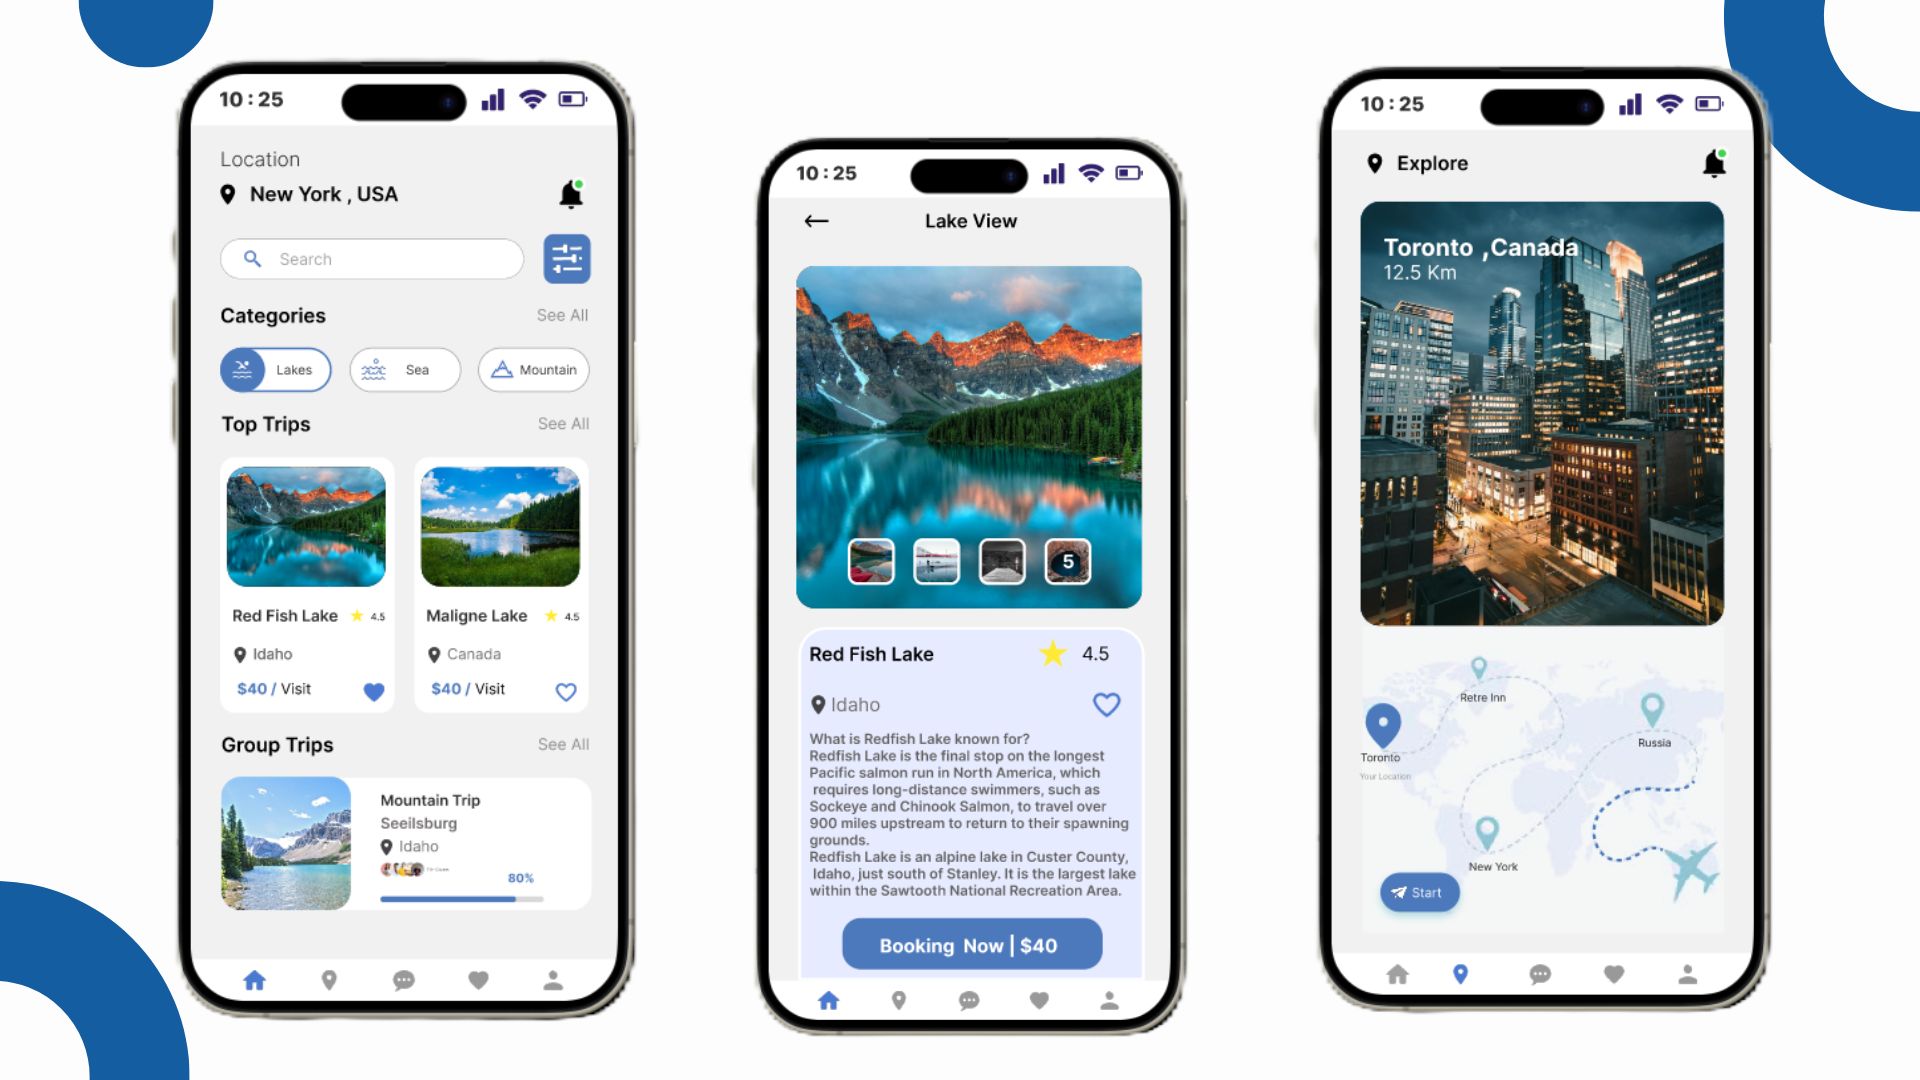 10:25
Location
New York , USA
Search
Categories
See All
Lakes
Sea
Mountain
Top Trips
See All
Red Fish Lake
4.5
Idaho
$40 / Visit
Maligne Lake
4.5
Canada
$40 / Visit
Group Trips
See All
Mountain Trip
Seeilsburg
Idaho
80%
10:25
Lake View
5
Red Fish Lake
4.5
Idaho
What is Redfish Lake known for?
Redfish Lake is the final stop on the longest
Pacific salmon run in North America, which
requires long-distance swimmers, such as
Sockeye and Chinook Salmon, to travel over
900 miles upstream to return to their spawning
grounds.
Redfish Lake is an alpine lake in Custer County,
Idaho, just south of Stanley. It is the largest lake
within the Sawtooth National Recreation Area.
Booking Now | $40
10:25
Explore
Toronto ,Canada
12.5 Km
Retre Inn
Russia
Toronto
Your Location
New York
Start